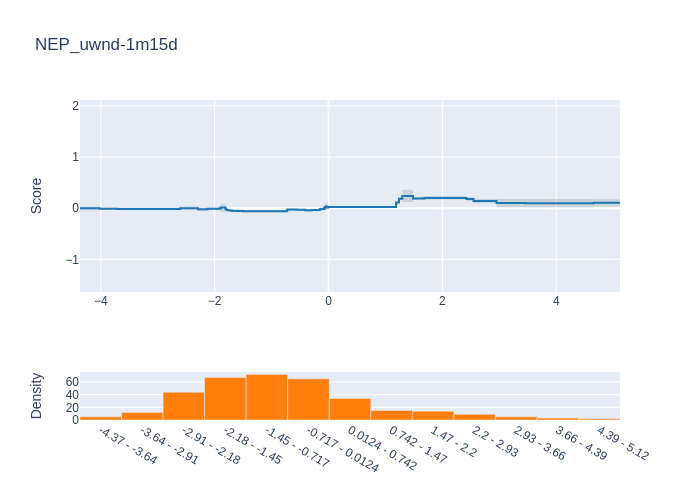 NEP_uwnd-1m15d
Score
2
1
0
−1
−4
−2
0
2
4
Density
60
40
20
0
-4.37 - -3.64
-3.64 - -2.91
-2.91 - -2.18
-2.18 - -1.45
-1.45 - -0.717
-0.717 - 0.0124
0.0124 - 0.742
0.742 - 1.47
1.47 - 2.2
2.2 - 2.93
2.93 - 3.66
3.66 - 4.39
4.39 - 5.12